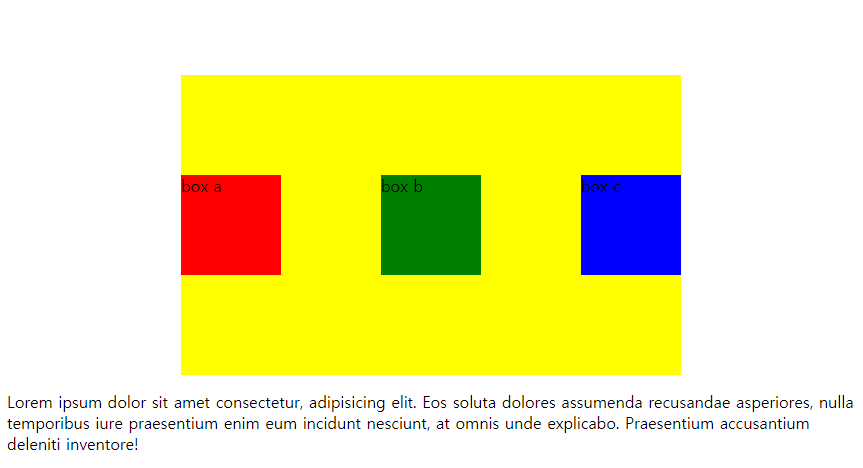 box a
box b
box c
Lorem ipsum dolor sit amet consectetur, adipisicing elit. Eos soluta dolores assumenda recusandae asperiores, nulla
temporibus iure praesentium enim eum incidunt nesciunt, at omnis unde explicabo. Praesentium accusantium
deleniti inventore!